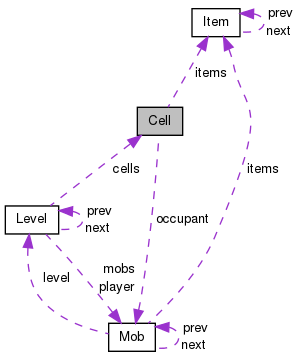 Item
prev
next
items
Cell
cells
occupant
items
Level
prev
next
level
mobs
player
Mob
prev
next